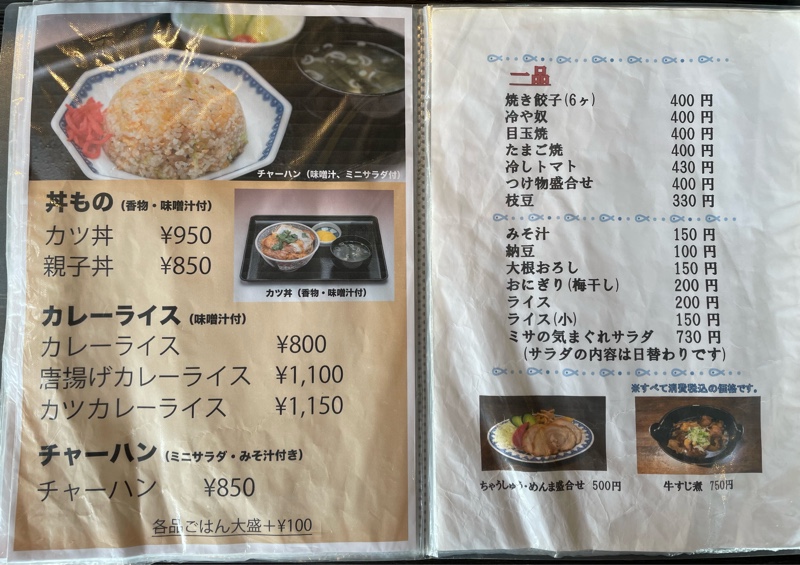 チャーハン(味噌汁、ミニサラダ付)
丼もの(香物・味噌汁付)
カツ丼 ¥950
親子丼 ¥850
カツ丼(香物・味噌汁付)
カレーライス(味噌汁付)
カレーライス ¥800
唐揚げカレーライス ¥1,100
カツカレーライス ¥1,150
チャーハン(ミニサラダ・みそ汁付き)
チャーハン ¥850
各品ごはん大盛+¥100
一品
焼き餃子(6ヶ) 400 円
冷や奴 400 円
目玉焼 400 円
たまご焼 400 円
冷しトマト 430 円
つけ物盛合せ 400 円
枝豆 330 円
みそ汁 150 円
納豆 100 円
大根おろし 150 円
おにぎり(梅干し) 200 円
ライス 200 円
ライス(小) 150 円
ミサの気まぐれサラダ 730 円
(サラダの内容は日替わりです)
※すべて消費税込の価格です。
ちゃうしゅう・めんま盛合せ 500円
牛すじ煮 750円